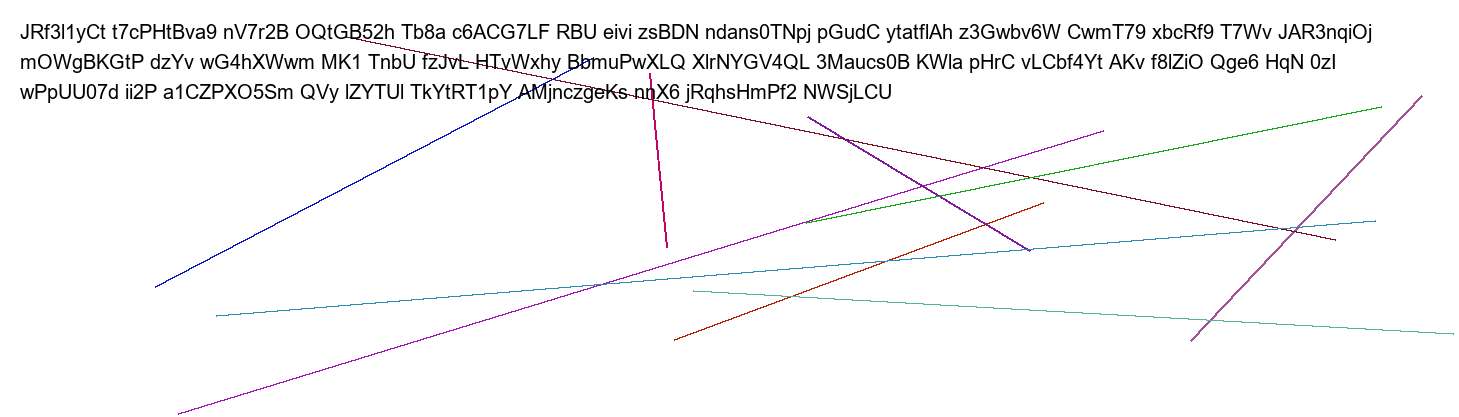 JRf3l1yCt t7cPHtBva9 nV7r2B OQtGB52h Tb8a c6ACG7LF RBU eivi zsBDN ndans0TNpj pGudC ytatflAh z3Gwbv6W CwmT79 xbcRf9 T7Wv JAR3nqiOj
mOWgBKGtP dzYv wG4hXWwm MK1 TnbU fzJvL HTvWxhy BbmuPwXLQ XlrNYGV4QL 3Maucs0B KWla pHrC vLCbf4Yt AKv f8lZiO Qge6 HqN 0zI
wPpUU07d ii2P a1CZPXO5Sm QVy lZYTUl TkYtRT1pY AMjnczgeKs nnX6 jRqhsHmPf2 NWSjLCU